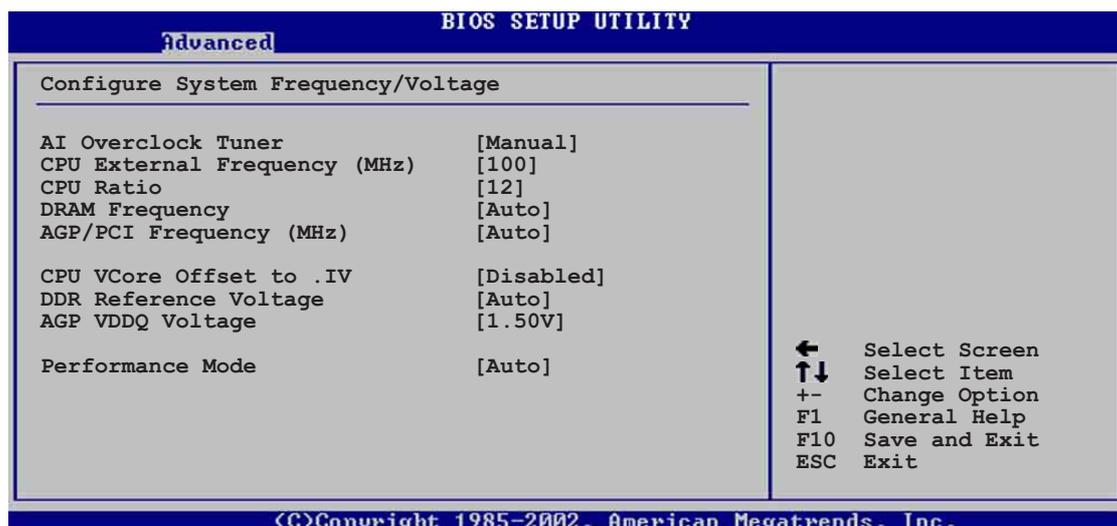 BIOS SETUP UTILITY
Advanced
Configure System Frequency/Voltage
AI Overclock Tuner [Manual]
CPU External Frequency (MHz) [100]
CPU Ratio [12]
DRAM Frequency [Auto]
AGP/PCI Frequency (MHz) [Auto]
CPU VCore Offset to .IV [Disabled]
DDR Reference Voltage [Auto]
AGP VDDQ Voltage [1.50V]
Performance Mode [Auto]
← Select Screen
↑↓ Select Item
+- Change Option
F1 General Help
F10 Save and Exit
ESC Exit
(C)Copyright 1985-2002, American Megatrends, Inc.